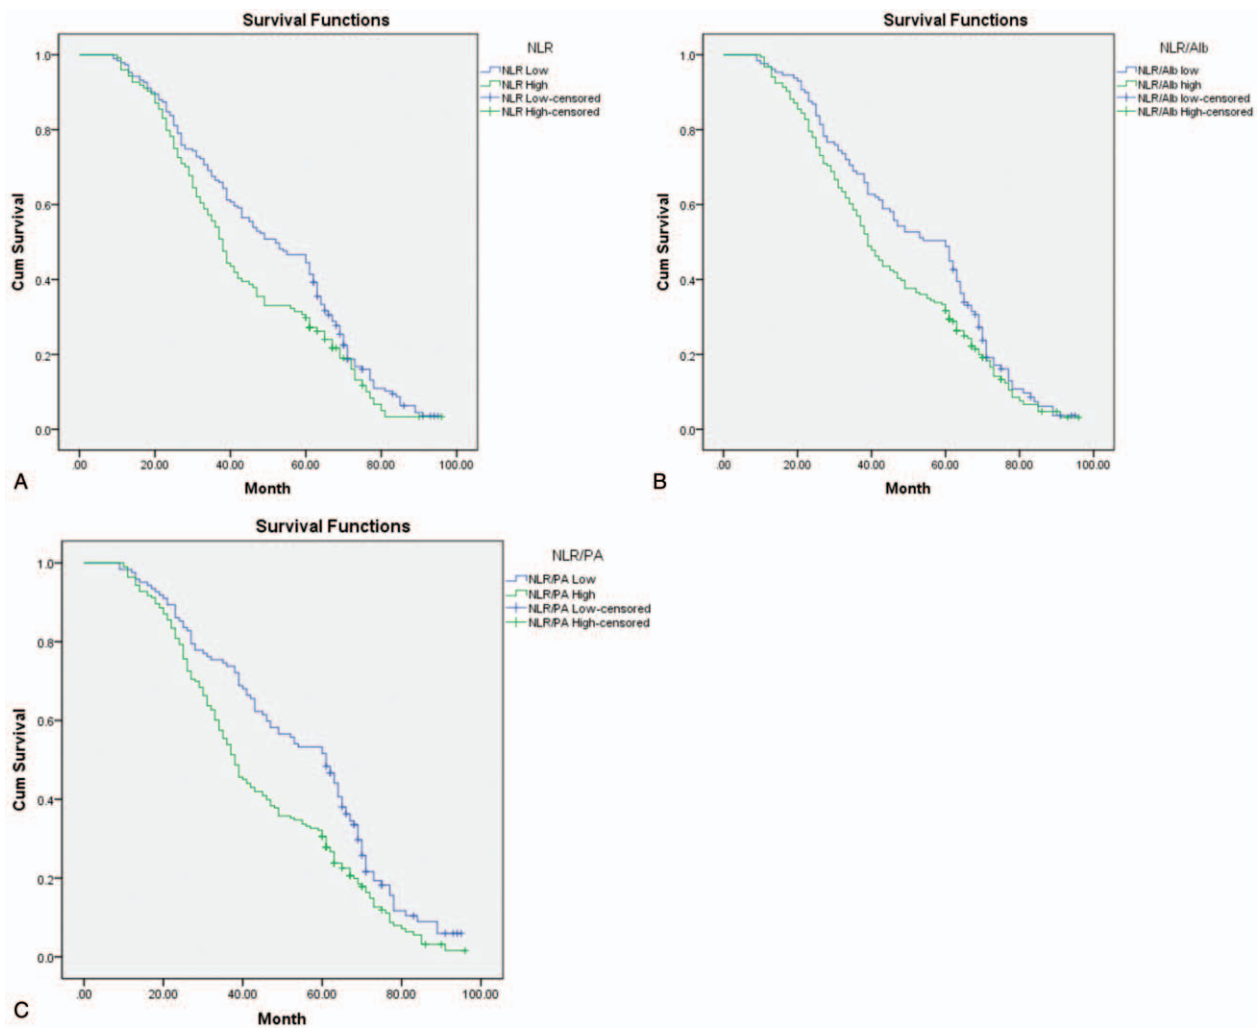 Survival Functions
NLR
NLR Low
NLR High
NLR Low-censored
NLR High-censored
Cum Survival
1.0
0.8
0.6
0.4
0.2
0.0
.00 20.00 40.00 60.00 80.00 100.00
Month
A
Survival Functions
NLR/Alb
NLR/Alb low
NLR/Alb high
NLR/Alb low-censored
NLR/Alb High-censored
Cum Survival
1.0
0.8
0.6
0.4
0.2
0.0
.00 20.00 40.00 60.00 80.00 100.00
Month
B
Survival Functions
NLR/PA
NLR/PA Low
NLR/PA High
NLR/PA Low-censored
NLR/PA High-censored
Cum Survival
1.0
0.8
0.6
0.4
0.2
0.0
.00 20.00 40.00 60.00 80.00 100.00
Month
C